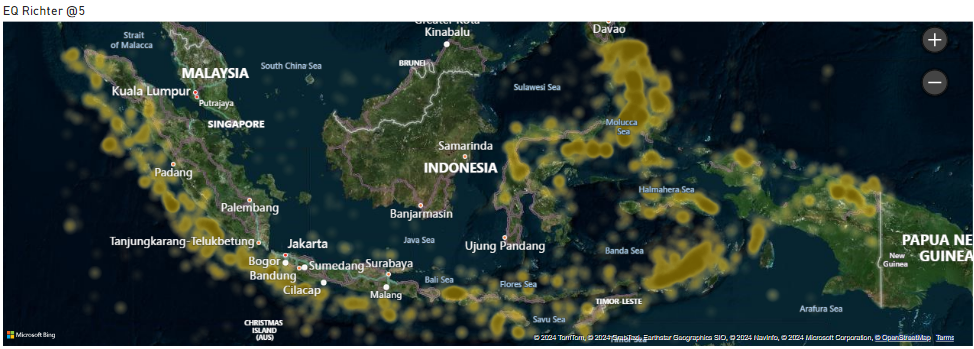 EQ Richter @5
Greater Kota
Kinabalu
Davao
Strait
of Malacca
MALAYSIA
South China Sea
BRUNEI
Sulawesi Sea
Kuala Lumpur
Putrajaya
SINGAPORE
Molucca
Sea
Samarinda
INDONESIA
Padang
Halmahera Sea
Palembang
Banjarmasin
Tanjungkarang-Telukbetung
Jakarta
Java Sea
Ujung Pandang
Banda Sea
PAPUA NE
GUINEA
New
Guinea
Bogor
Sumedang
Surabaya
Bandung
Bali Sea
Flores Sea
Cilacap
Malang
TIMOR-LESTE
Arafura Sea
Savu Sea
CHRISTMAS
ISLAND
(AUS)
Microsoft Bing
© 2024 TomTom, © 2024 Earthstar Geographics SIO, © 2024 NavInfo, © 2024 Microsoft Corporation, © OpenStreetMap Terms